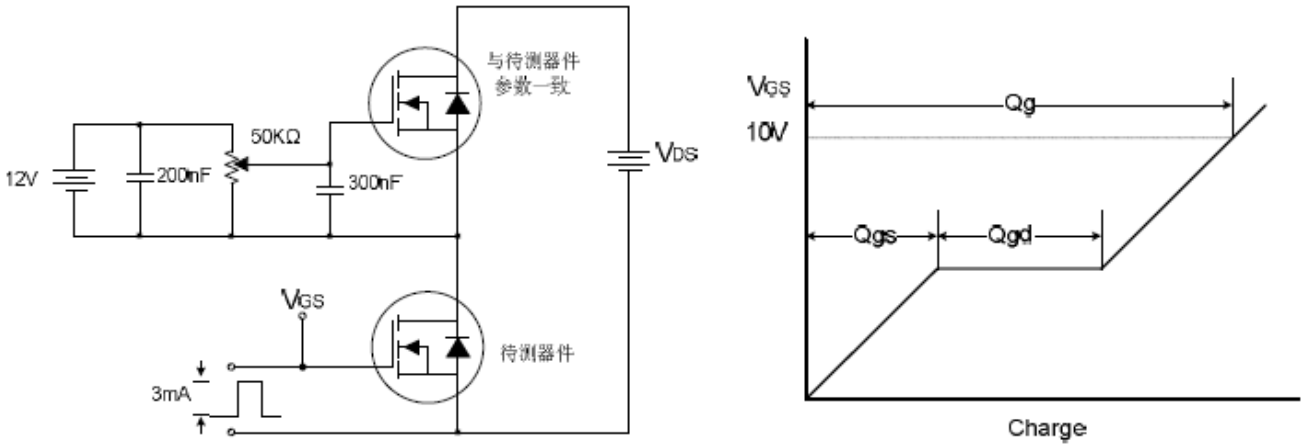 与待测器件
参数一致
50KΩ
12V
200nF
300nF
VDS
VGS
待测器件
3mA
VGS
10V
Qg
Qgs
Qgd
Charge